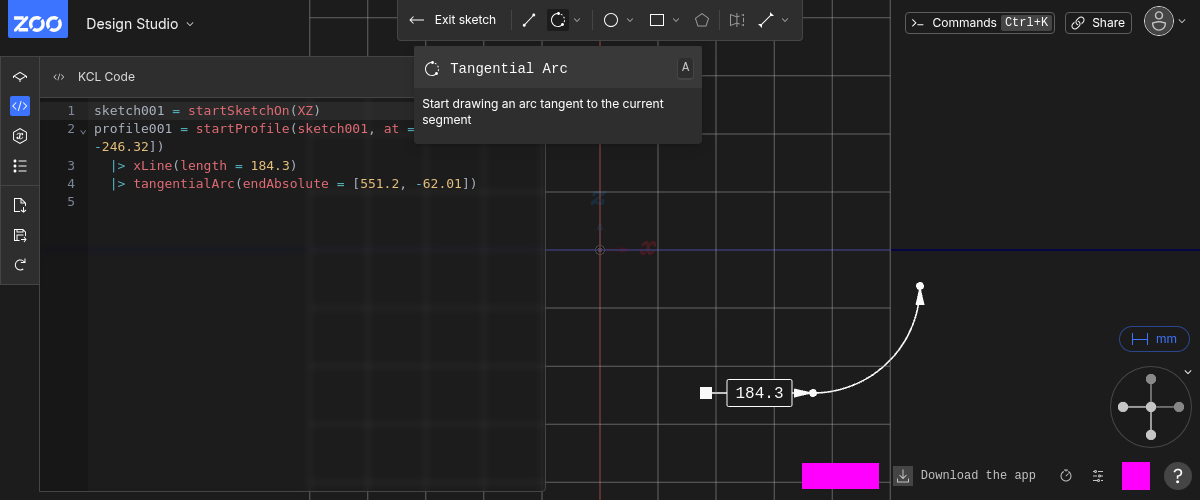 ZOO
Design Studio
Exit sketch
Commands Ctrl+K
Share
Tangential Arc
A
Start drawing an arc tangent to the current
segment
KCL Code
1 sketch001 = startSketchOn(XZ)
2 profile001 = startProfile(sketch001, at =
-246.32])
3 |> xLine(length = 184.3)
4 |> tangentialArc(endAbsolute = [551.2, -62.01])
5
z
x
184.3
mm
Download the app
?